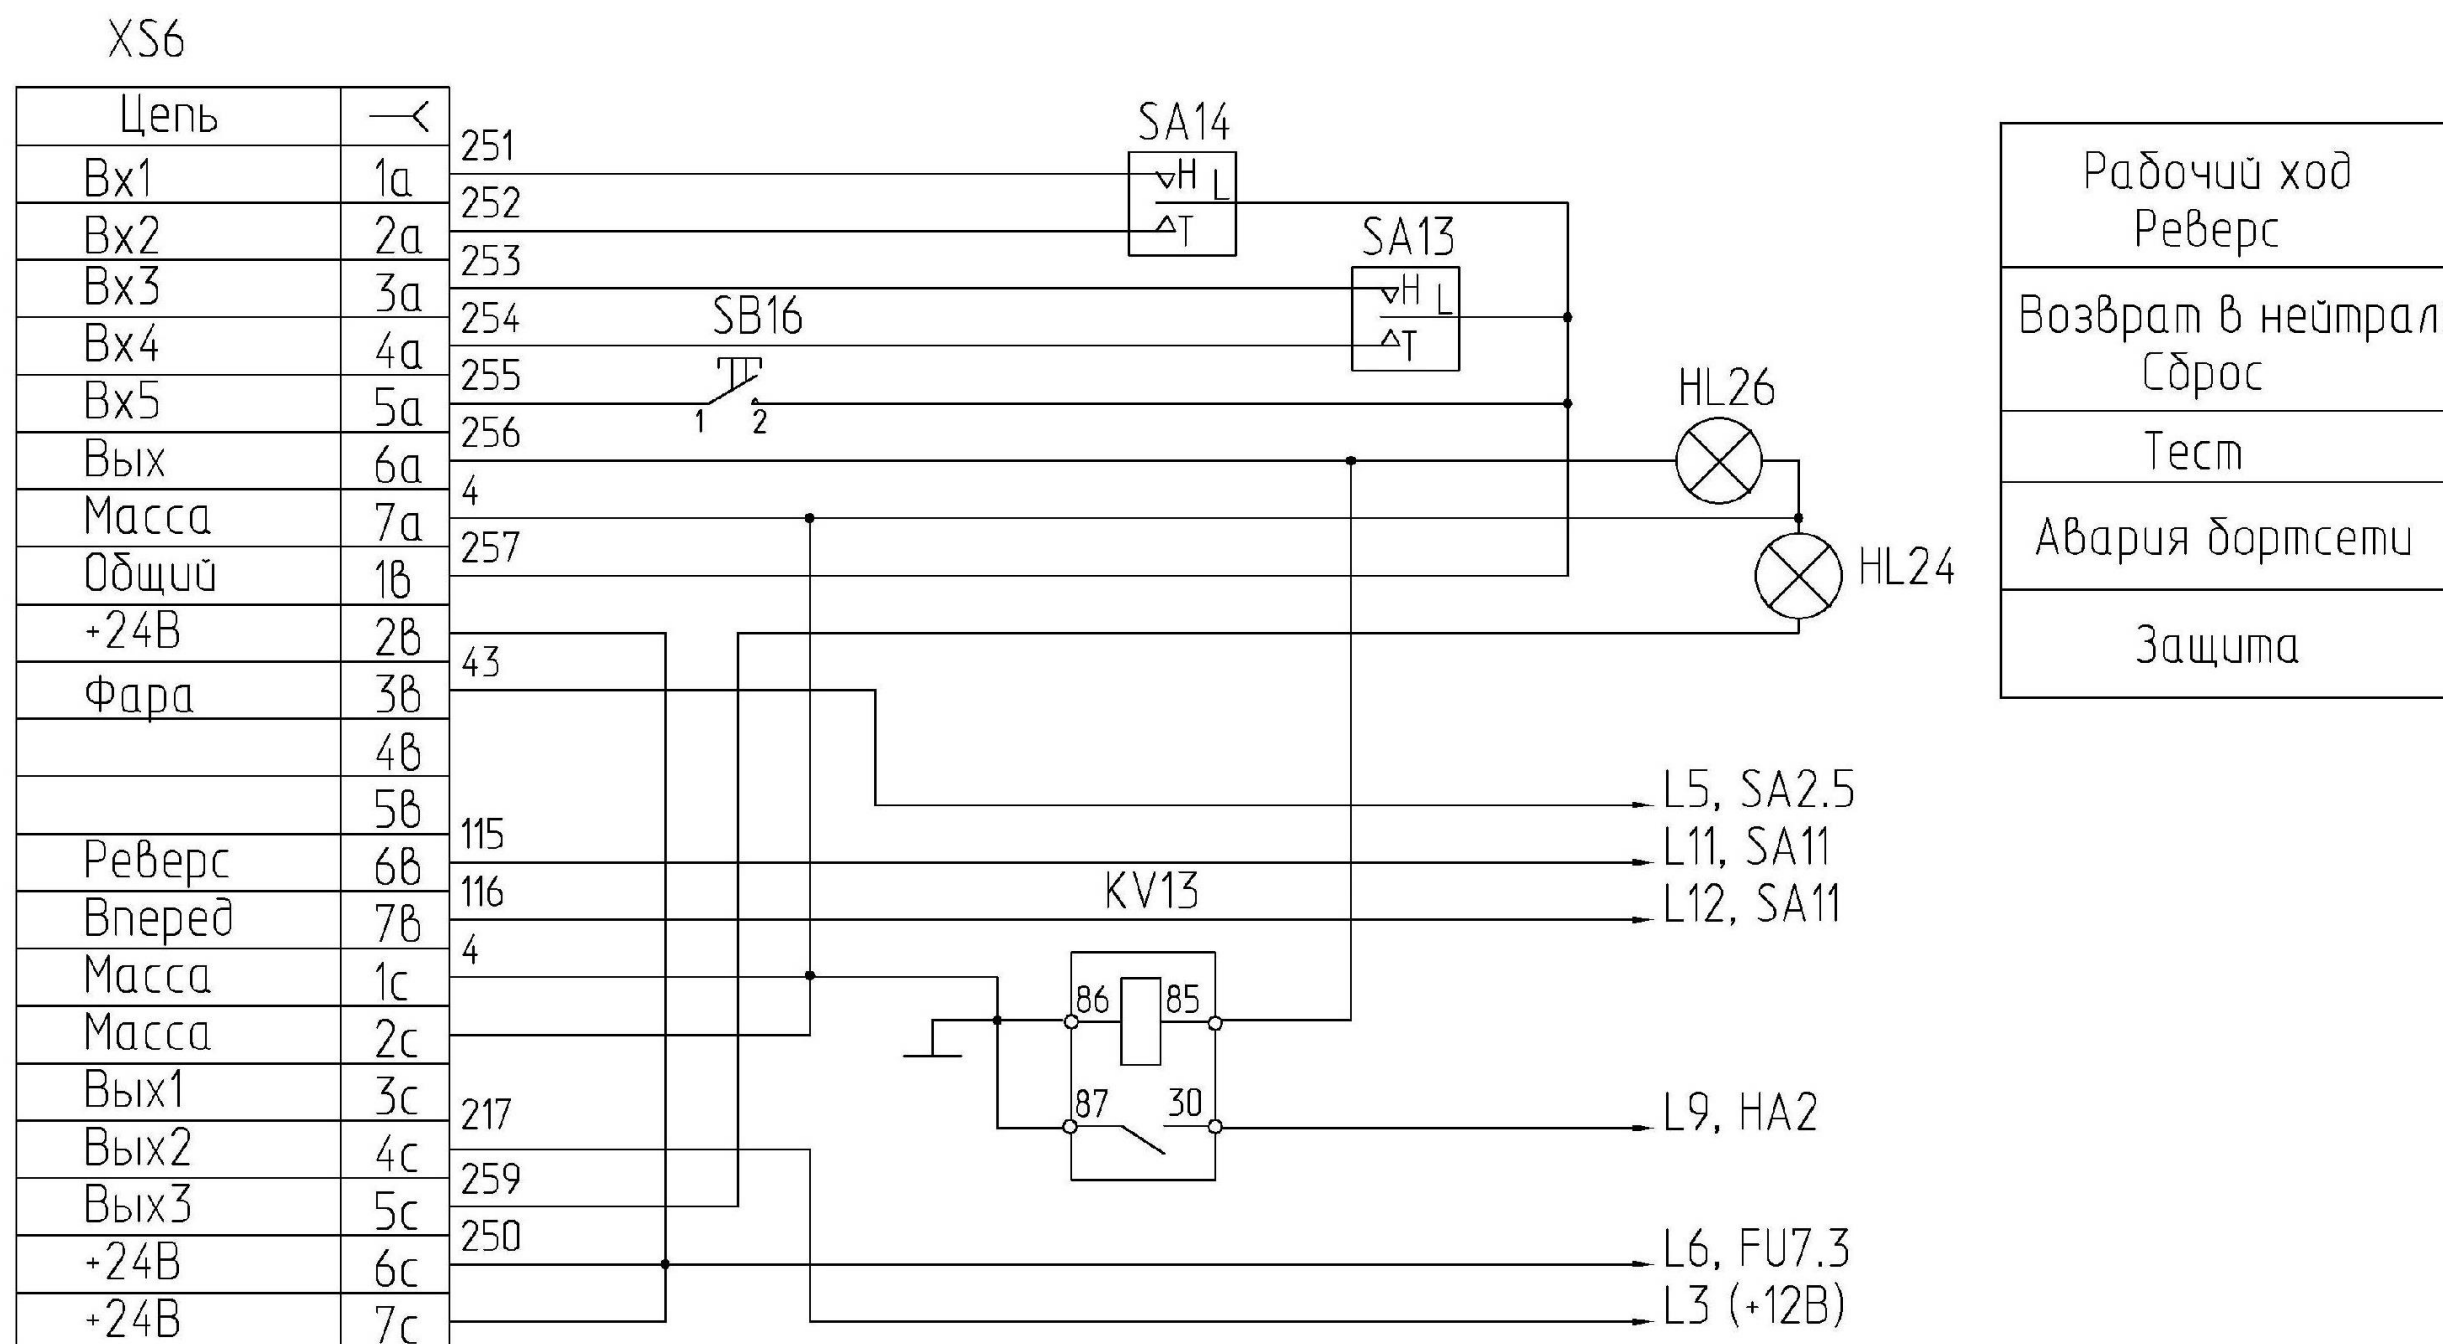 XS6
Цепь
251
Вх1 1а
252
Вх2 2а
253
Вх3 3а
254
Вх4 4а
255
Вх5 5а
256
Вых 6а
4
Масса 7а
257
Общий 1в
+24В 2в
43
Фара 3в
4в
5в
115
Реверс 6в
116
Вперед 7в
4
Масса 1с
Масса 2с
Вых1 3с
217
Вых2 4с
259
Вых3 5с
250
+24В 6с
+24В 7с
SA14
H L
T
SA13
H L
T
SB16
1 2
HL26
HL24
L5, SA2.5
L11, SA11
L12, SA11
KV13
86 85
87 30
L9, HA2
L6, FU7.3
L3 (+12В)
Рабочий ход
Реверс
Возврат в нейтрал
Сброс
Тест
Авария бортсети
Защита